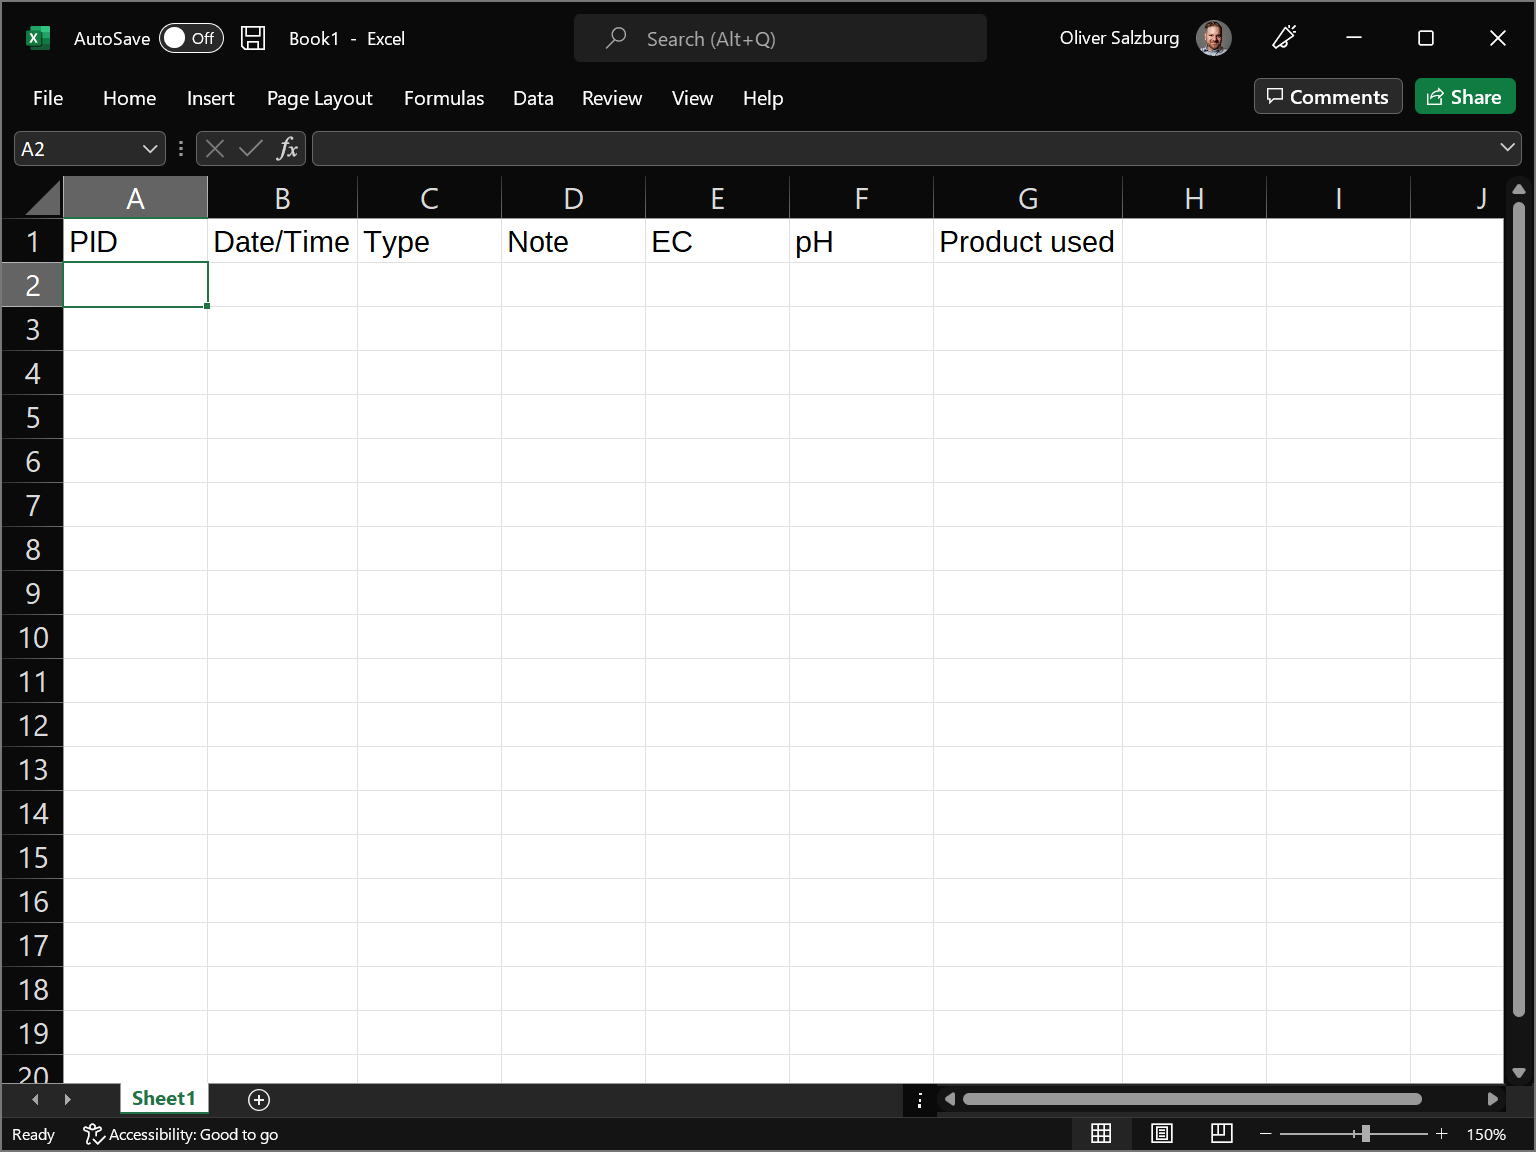 AutoSave Off Book1 - Excel Search (Alt+Q) Oliver Salzburg
File Home Insert Page Layout Formulas Data Review View Help Comments Share
A2 fx
A B C D E F G H I J
1 PID Date/Time Type Note EC pH Product used
2
3
4
5
6
7
8
9
10
11
12
13
14
15
16
17
18
19
20
Sheet1
Ready Accessibility: Good to go 150%